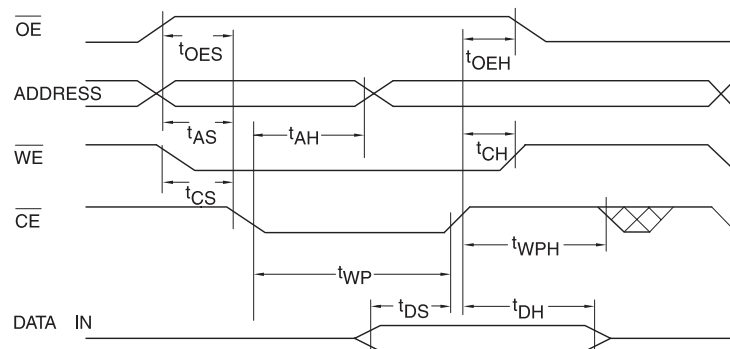 OE
tOES
tOEH
ADDRESS
tAS
tAH
WE
tCH
tCS
CE
tWPH
tWP
tDS
tDH
DATA IN